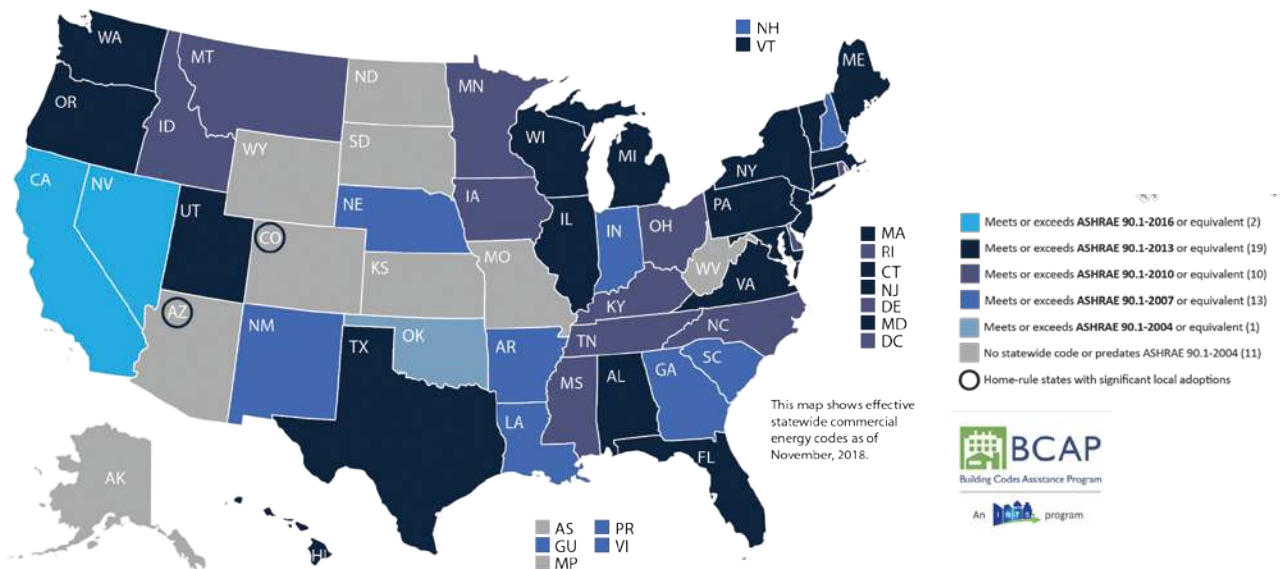 NH
VT
WA
MT
ND
MN
ME
OR
ID
SD
WI
MI
NY
WY
CA
NV
NE
IA
PA
UT
IL
IN
OH
CO
KS
MO
WV
VA
MA
RI
CT
NJ
DE
MD
DC
KY
AZ
NM
OK
AR
TN
NC
TX
MS
AL
GA
SC
LA
FL
AK
HI
This map shows effective
statewide commercial
energy codes as of
November, 2018.
AS
PR
GU
VI
MP
Meets or exceeds ASHRAE 90.1-2016 or equivalent (2)
Meets or exceeds ASHRAE 90.1-2013 or equivalent (19)
Meets or exceeds ASHRAE 90.1-2010 or equivalent (10)
Meets or exceeds ASHRAE 90.1-2007 or equivalent (13)
Meets or exceeds ASHRAE 90.1-2004 or equivalent (1)
No statewide code or predates ASHRAE 90.1-2004 (11)
Home-rule states with significant local adoptions
BCAP
Building Codes Assistance Program
An program